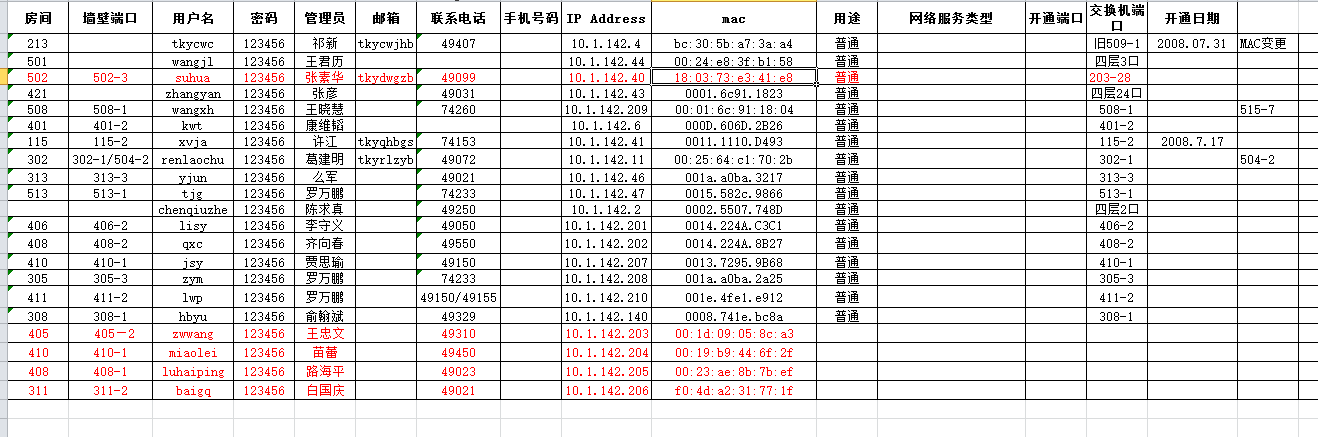 房间 墙壁端口 用户名 密码 管理员 邮箱 联系电话 手机号码 IP Address mac 用途 网络服务类型 开通端口 交换机端口 开通日期
213 tkycwc 123456 祁新 tkycwjhb 49407 10.1.142.4 bc:30:5b:a7:3a:a4 普通 旧509-1 2008.07.31 MAC变更
501 wangjl 123456 王君历 10.1.142.44 00:24:e8:3f:b1:58 普通 四层3口
502 502-3 suhua 123456 张素华 tkydwgzb 49099 10.1.142.40 18:03:73:e3:41:e8 普通 203-28
421 zhangyan 123456 张彦 49031 10.1.142.43 0001.6c91.1823 普通 四层24口
508 508-1 wangxh 123456 王晓慧 74260 10.1.142.209 00:01:6c:91:18:04 普通 508-1 515-7
401 401-2 kwt 123456 康维韬 10.1.142.6 000D.606D.2B26 普通 401-2
115 115-2 xvja 123456 许江 tkyqhbgs 74153 10.1.142.41 0011.1110.D493 普通 115-2 2008.7.17
302 302-1/504-2 renlaochu 123456 葛建明 tkyrlzyb 49072 10.1.142.11 00:25:64:c1:70:2b 普通 302-1 504-2
313 313-3 yjun 123456 么军 49021 10.1.142.46 001a.a0ba.3217 普通 313-3
513 513-1 tjg 123456 罗万鹏 74233 10.1.142.47 0015.582c.9866 普通 513-1
chenqiuzhe 123456 陈求真 49250 10.1.142.2 0002.5507.748D 普通 四层2口
406 406-2 lisy 123456 李守义 49050 10.1.142.201 0014.224A.C3C1 普通 406-2
408 408-2 qxc 123456 齐向春 49550 10.1.142.202 0014.224A.8B27 普通 408-2
410 410-1 jsy 123456 贾思瑜 49150 10.1.142.207 0013.7295.9B68 普通 410-1
305 305-3 zym 123456 罗万鹏 74233 10.1.142.208 001a.a0ba.2a25 普通 305-3
411 411-2 lwp 123456 罗万鹏 49150/49155 10.1.142.210 001e.4fe1.e912 普通 411-2
308 308-1 hbyu 123456 俞翰斌 49329 10.1.142.140 0008.741e.bc8a 普通 308-1
405 405一2 zwwang 123456 王忠文 49310 10.1.142.203 00:1d:09:05:8c:a3
410 410-1 miaolei 123456 苗蕾 49450 10.1.142.204 00:19:b9:44:6f:2f
408 408-1 luhaiping 123456 路海平 49023 10.1.142.205 00:23:ae:8b:7b:ef
311 311-2 baigq 123456 白国庆 49021 10.1.142.206 f0:4d:a2:31:77:1f